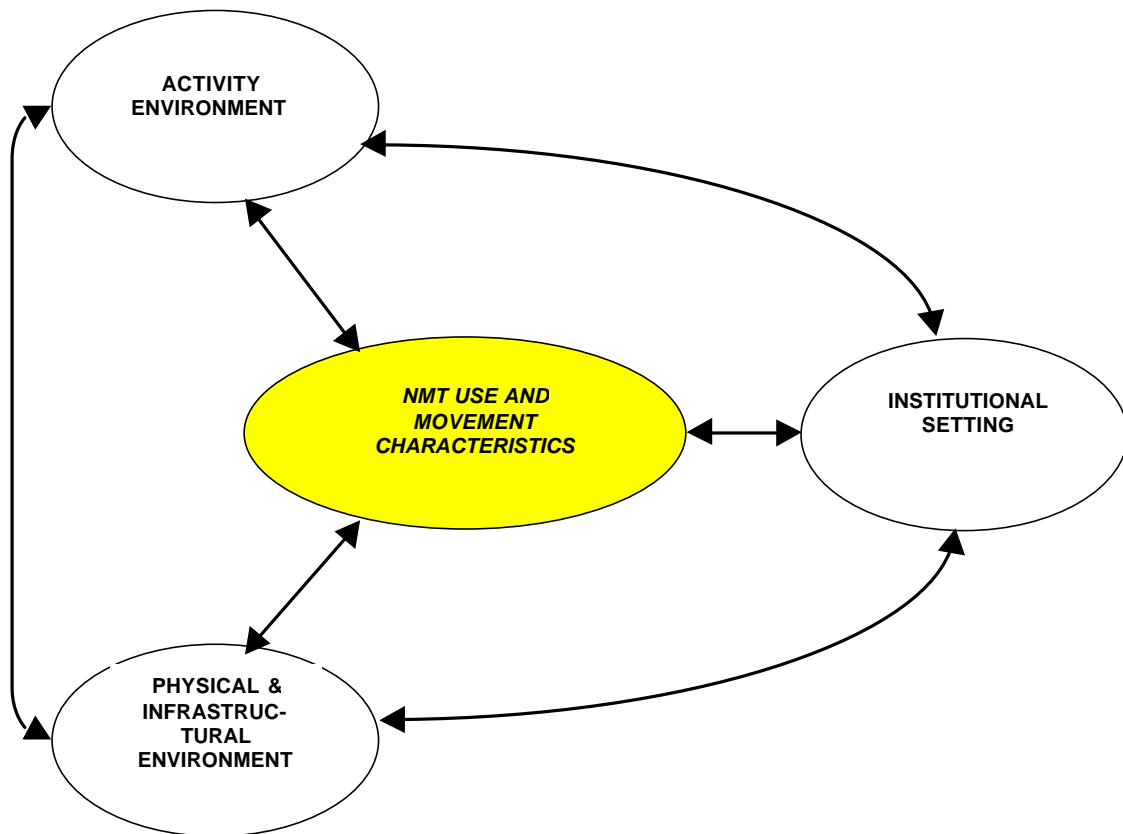 ACTIVITY
ENVIRONMENT
NMT USE AND
MOVEMENT
CHARACTERISTICS
INSTITUTIONAL
SETTING
PHYSICAL &
INFRASTRUC-
TURAL
ENVIRONMENT